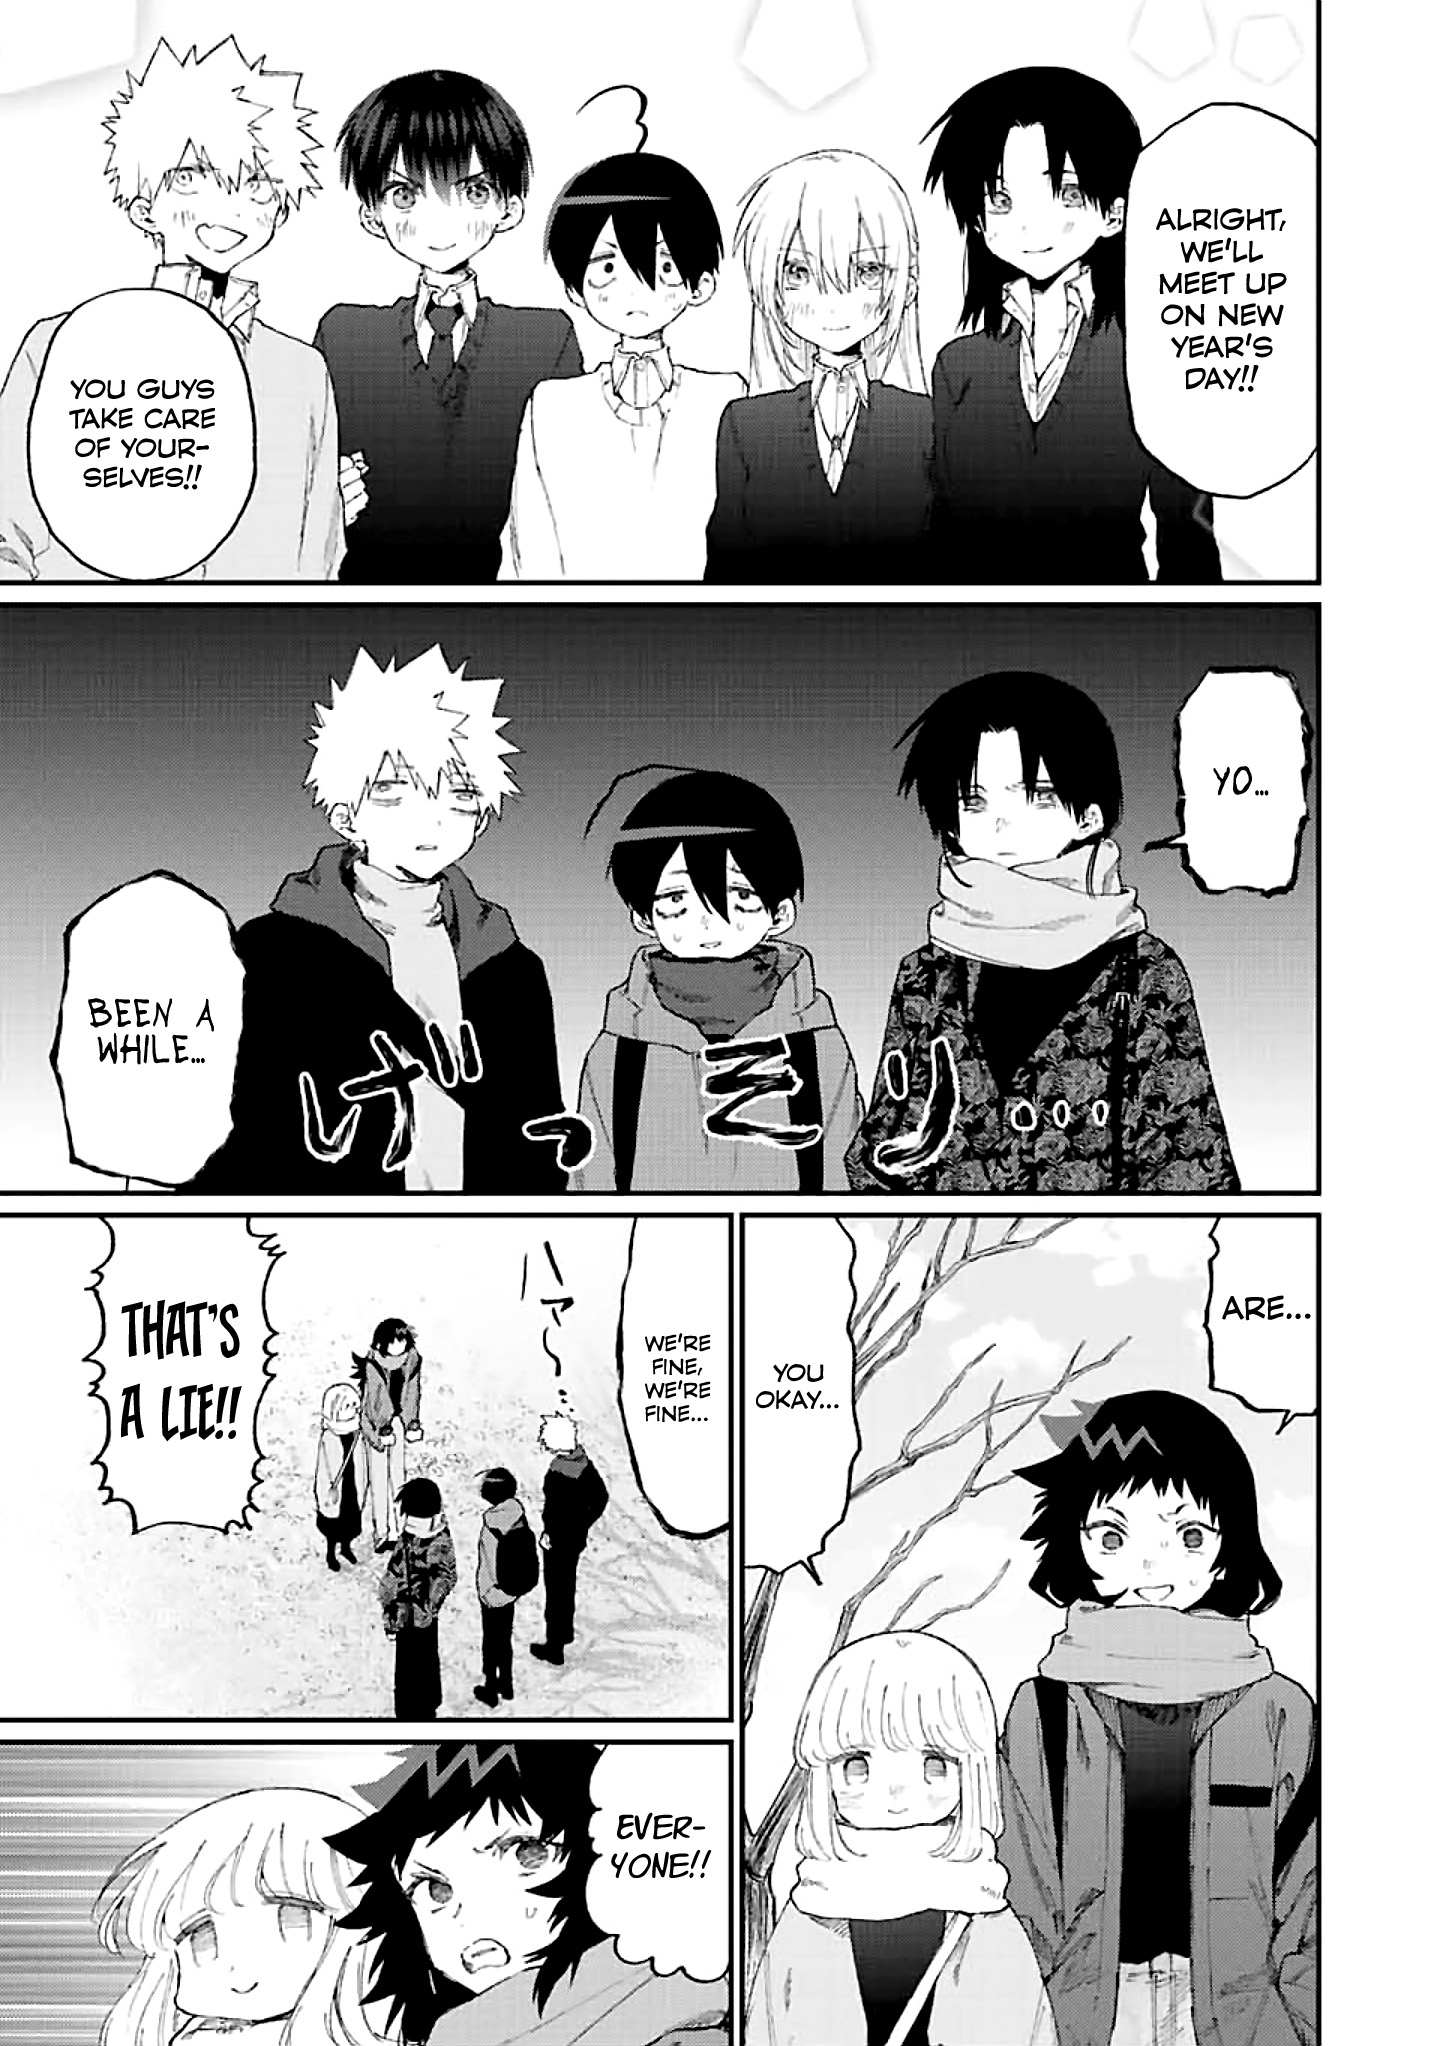 ALRIGHT,
WE'LL
MEET UP
ON NEW
YEAR'S
DAY!!
YOU GUYS
TAKE CARE
OF YOUR-
SELVES!!
YO...
BEEN A
WHILE...
げっそり...
ARE...
YOU
OKAY...
WE'RE
FINE,
WE'RE
FINE...
ハァ〜...
THAT'S
A LIE!!
EVER-
YONE!!